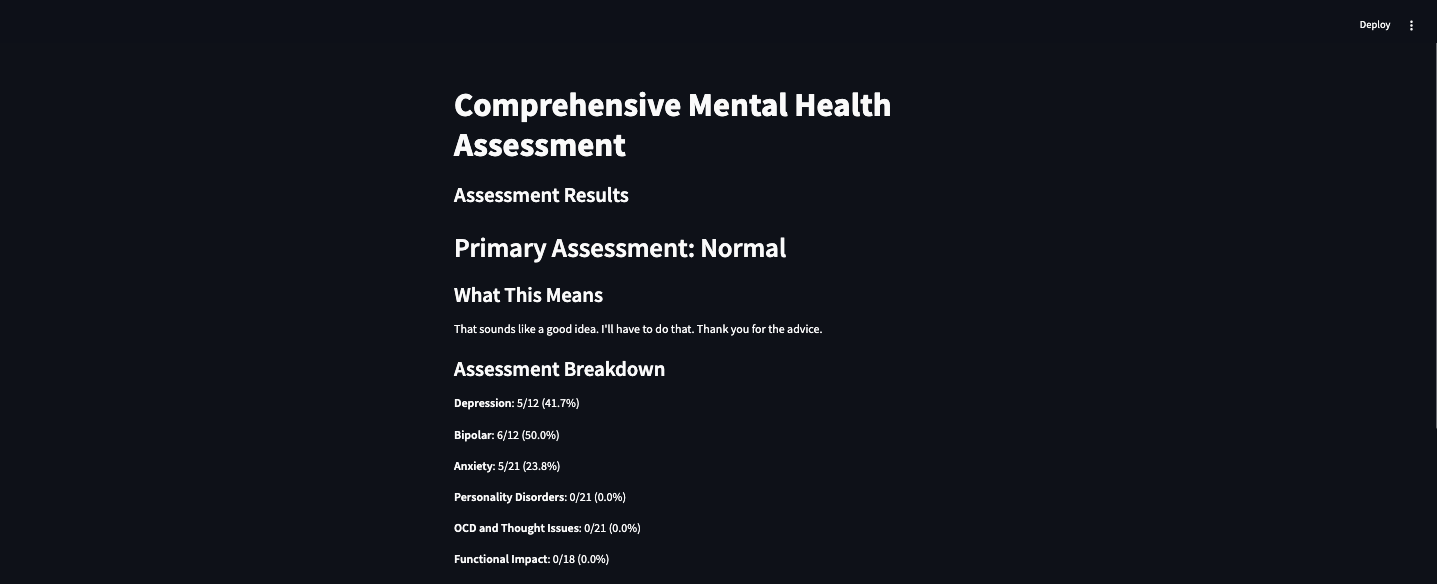 Deploy
Comprehensive Mental Health
Assessment
Assessment Results
Primary Assessment: Normal
What This Means
That sounds like a good idea. I'll have to do that. Thank you for the advice.
Assessment Breakdown
Depression: 5/12 (41.7%)
Bipolar: 6/12 (50.0%)
Anxiety: 5/21 (23.8%)
Personality Disorders: 0/21 (0.0%)
OCD and Thought Issues: 0/21 (0.0%)
Functional Impact: 0/18 (0.0%)